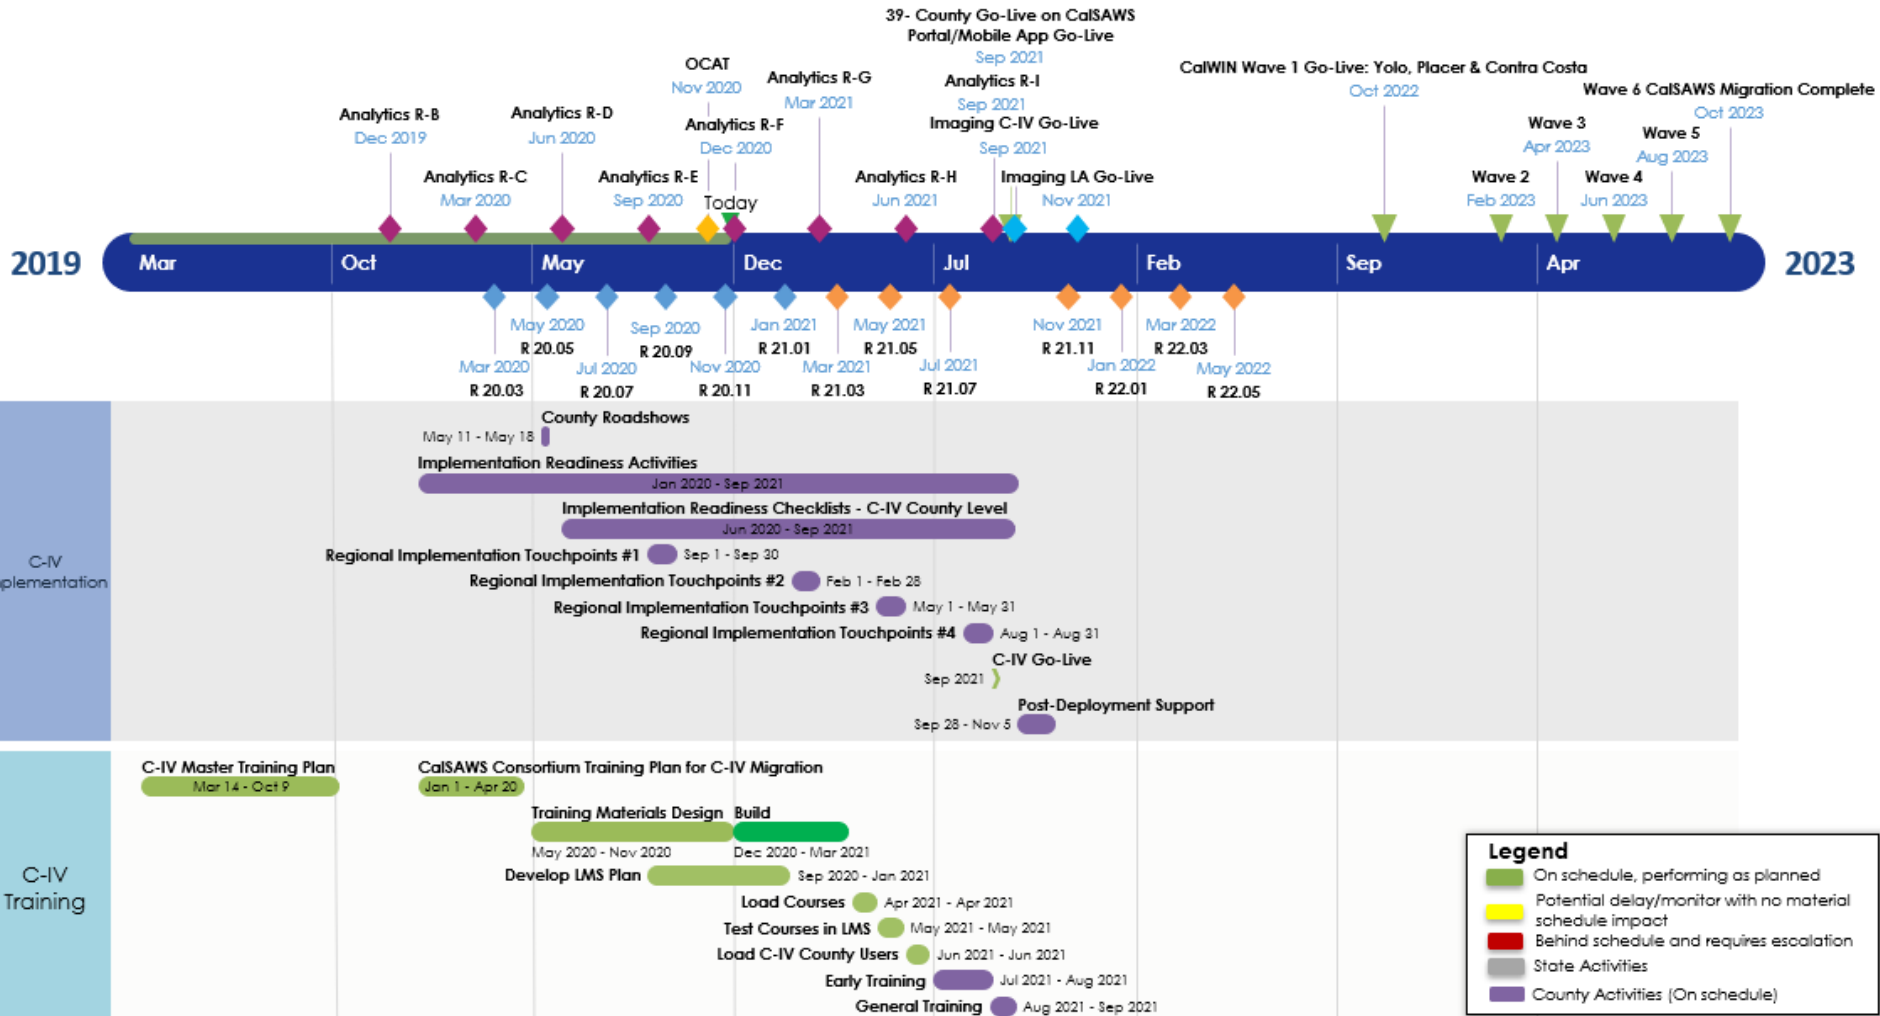 39- County Go-Live on CalSAWS
Portal/Mobile App Go-Live
Sep 2021
OCAT
Nov 2020
Analytics R-G
Mar 2021
Analytics R-I
Sep 2021
CalWIN Wave 1 Go-Live: Yolo, Placer & Contra Costa
Oct 2022
Wave 6 CalSAWS Migration Complete
Oct 2023
Analytics R-B
Dec 2019
Analytics R-D
Jun 2020
Analytics R-F
Dec 2020
Imaging C-IV Go-Live
Sep 2021
Wave 3
Apr 2023
Wave 5
Aug 2023
Analytics R-C
Mar 2020
Analytics R-E
Sep 2020
Today
Analytics R-H
Jun 2021
Imaging LA Go-Live
Nov 2021
Wave 2
Feb 2023
Wave 4
Jun 2023
2019
Mar
Oct
May
Dec
Jul
Feb
Sep
Apr
2023
May 2020
R 20.05
Sep 2020
R 20.09
Jan 2021
R 21.01
May 2021
R 21.05
Nov 2021
R 21.11
Mar 2022
R 22.03
Mar 2020
R 20.03
Jul 2020
R 20.07
Nov 2020
R 20.11
Mar 2021
R 21.03
Jul 2021
R 21.07
Jan 2022
R 22.01
May 2022
R 22.05
C-IV
plementation
County Roadshows
May 11 - May 18
Implementation Readiness Activities
Jan 2020 - Sep 2021
Implementation Readiness Checklists - C-IV County Level
Jun 2020 - Sep 2021
Regional Implementation Touchpoints #1
Sep 1 - Sep 30
Regional Implementation Touchpoints #2
Feb 1 - Feb 28
Regional Implementation Touchpoints #3
May 1 - May 31
Regional Implementation Touchpoints #4
Aug 1 - Aug 31
C-IV Go-Live
Sep 2021
Post-Deployment Support
Sep 28 - Nov 5
C-IV
Training
C-IV Master Training Plan
Mar 14 - Oct 9
CalSAWS Consortium Training Plan for C-IV Migration
Jan 1 - Apr 20
Training Materials Design
May 2020 - Nov 2020
Build
Dec 2020 - Mar 2021
Develop LMS Plan
Sep 2020 - Jan 2021
Load Courses
Apr 2021 - Apr 2021
Test Courses in LMS
May 2021 - May 2021
Load C-IV County Users
Jun 2021 - Jun 2021
Early Training
Jul 2021 - Aug 2021
General Training
Aug 2021 - Sep 2021
Legend
On schedule, performing as planned
Potential delay/monitor with no material
schedule impact
Behind schedule and requires escalation
State Activities
County Activities (On schedule)